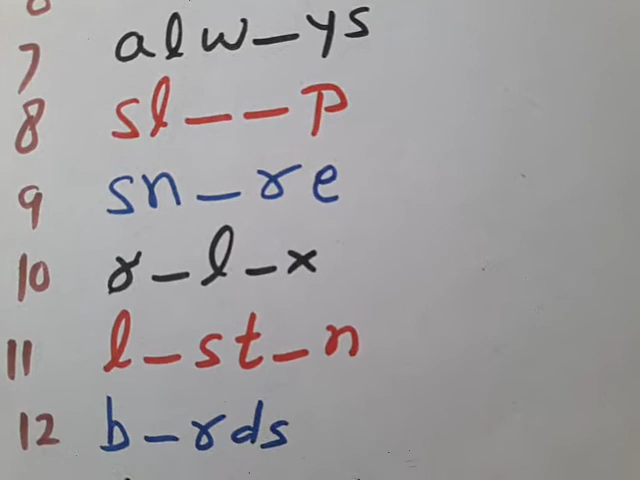 7 alw_ys
8 sl__p
9 sn_re
10 r_l_x
11 l_st_n
12 b_rds